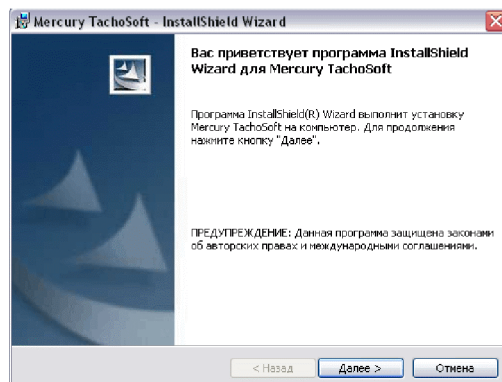 Mercury TachoSoft - InstallShield Wizard
Вас приветствует программа InstallShield
Wizard для Mercury TachoSoft
Программа InstallShield(R) Wizard выполнит установку
Mercury TachoSoft на компьютер. Для продолжения
нажмите кнопку "Далее".
ПРЕДУПРЕЖДЕНИЕ: Данная программа защищена законами
об авторских правах и международными соглашениями.
< Назад Далее > Отмена